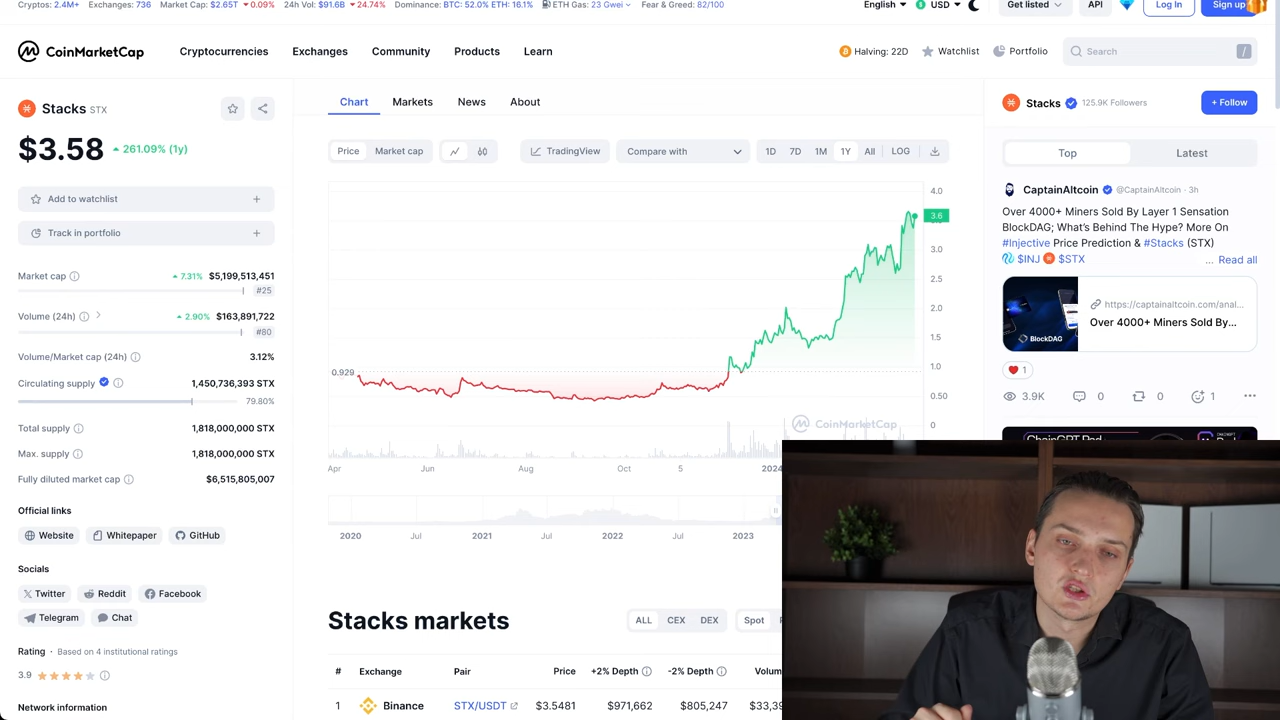 Cryptos: 2.4M+ Exchanges: 736 Market Cap: $2.65T 0.09% 24h Vol: $91.6B 24.74% Dominance: BTC: 52.0% ETH: 16.1% ETH Gas: 23 Gwei Fear & Greed: 82/100
English USD Get listed API Log In Sign up
CoinMarketCap Cryptocurrencies Exchanges Community Products Learn
Halving: 22D Watchlist Portfolio Search /
Stacks STX
$3.58 261.09% (1y)
Add to watchlist +
Track in portfolio +
Market cap 7.31% $5,199,513,451
#25
Volume (24h) 2.90% $163,891,722
#80
Volume/Market cap (24h) 3.12%
Circulating supply 1,450,736,393 STX
79.80%
Total supply 1,818,000,000 STX
Max. supply 1,818,000,000 STX
Fully diluted market cap $6,515,805,007
Official links
Website Whitepaper GitHub
Socials
Twitter Reddit Facebook
Telegram Chat
Rating · Based on 4 institutional ratings
3.9
Network information
Chart Markets News About
Price Market cap TradingView Compare with 1D 7D 1M 1Y All LOG
4.0
3.6
3.0
2.5
2.0
1.5
1.0
0.50
0
0.929
CoinMarketCap
Apr Jun Aug Oct 5 2024
2020 Jul 2021 Jul 2022 Jul 2023
Stacks markets
ALL CEX DEX Spot
# Exchange Pair Price +2% Depth -2% Depth
1 Binance STX/USDT $3.5481 $971,662 $805,247
Stacks 125.9K Followers + Follow
Top Latest
CaptainAltcoin @CaptainAltcoin · 3h
Over 4000+ Miners Sold By Layer 1 Sensation
BlockDAG; What's Behind The Hype? More On
#Injective Price Prediction & #Stacks (STX)
$INJ $STX ... Read all
https://captainaltcoin.com/anal...
Over 4000+ Miners Sold By...
BLOCKDAG
1
3.9K 0 0 1
ChainGPT Pad